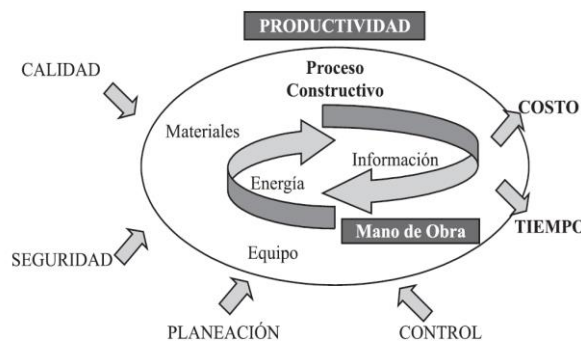 PRODUCTIVIDAD
Proceso
Constructivo
CALIDAD
COSTO
Materiales
Información
Energía
Mano de Obra
TIEMPO
Equipo
SEGURIDAD
PLANEACIÓN
CONTROL